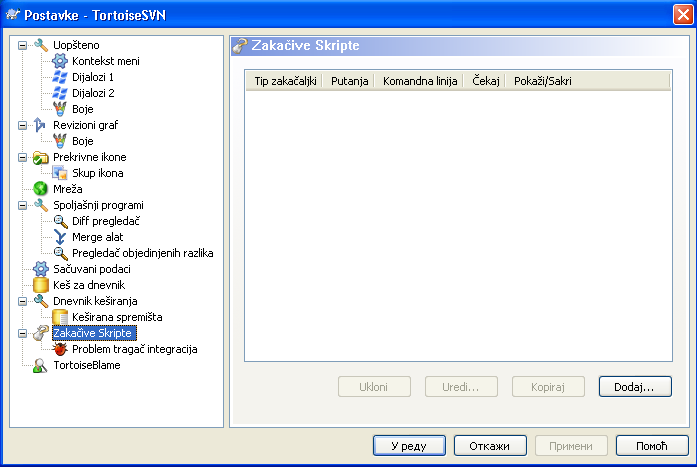 Postavke - TortoiseSVN
Uopšteno
Kontekst meni
Dijalozi 1
Dijalozi 2
Boje
Revizioni graf
Boje
Prekrivne ikone
Skup ikona
Mreža
Spoljašnji programi
Diff pregledač
Merge alat
Pregledač objedinjenih razlika
Sačuvani podaci
Keš za dnevnik
Dnevnik keširanja
Keširana spremišta
Zakačive Skripte
Problem tragač integracija
TortoiseBlame
Zakačive Skripte
Tip zakačaljki Putanja Komandna linija Čekaj Pokaži/Sakri
Ukloni Uredi... Kopiraj Dodaj...
У реду Откажи Примени Помоћ